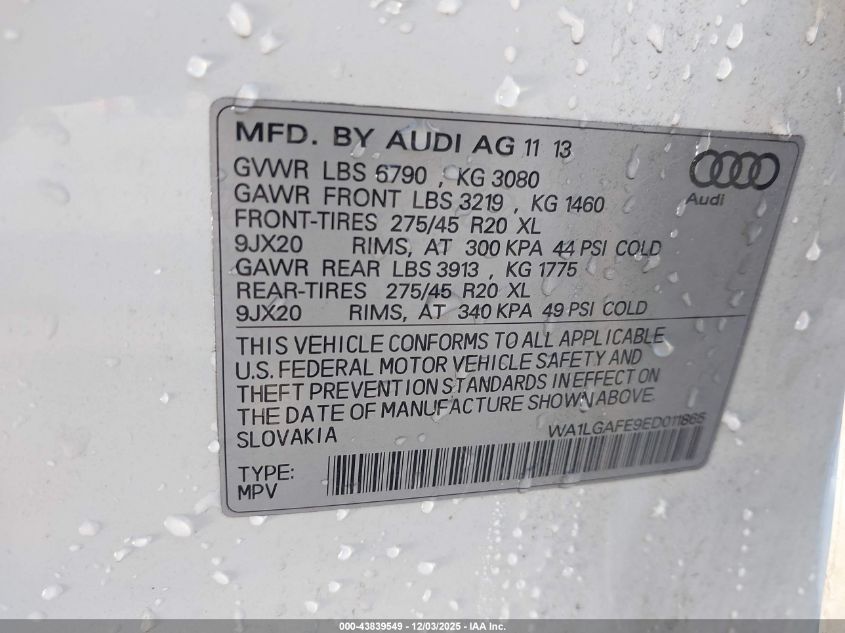 MFD. BY AUDI AG 11 13
GVWR LBS 6790 , KG 3080
GAWR FRONT LBS 3219 , KG 1460
FRONT-TIRES 275/45 R20 XL
9JX20 RIMS, AT 300 KPA 44 PSI COLD
GAWR REAR LBS 3913 , KG 1775
REAR-TIRES 275/45 R20 XL
9JX20 RIMS, AT 340 KPA 49 PSI COLD
Audi
THIS VEHICLE CONFORMS TO ALL APPLICABLE
U.S. FEDERAL MOTOR VEHICLE SAFETY AND
THEFT PREVENTION STANDARDS IN EFFECT ON
THE DATE OF MANUFACTURE SHOWN ABOVE.
SLOVAKIA
WA1LGAFE9ED011865
TYPE:
MPV
000-43839549 - 12/03/2025 - IAA Inc.